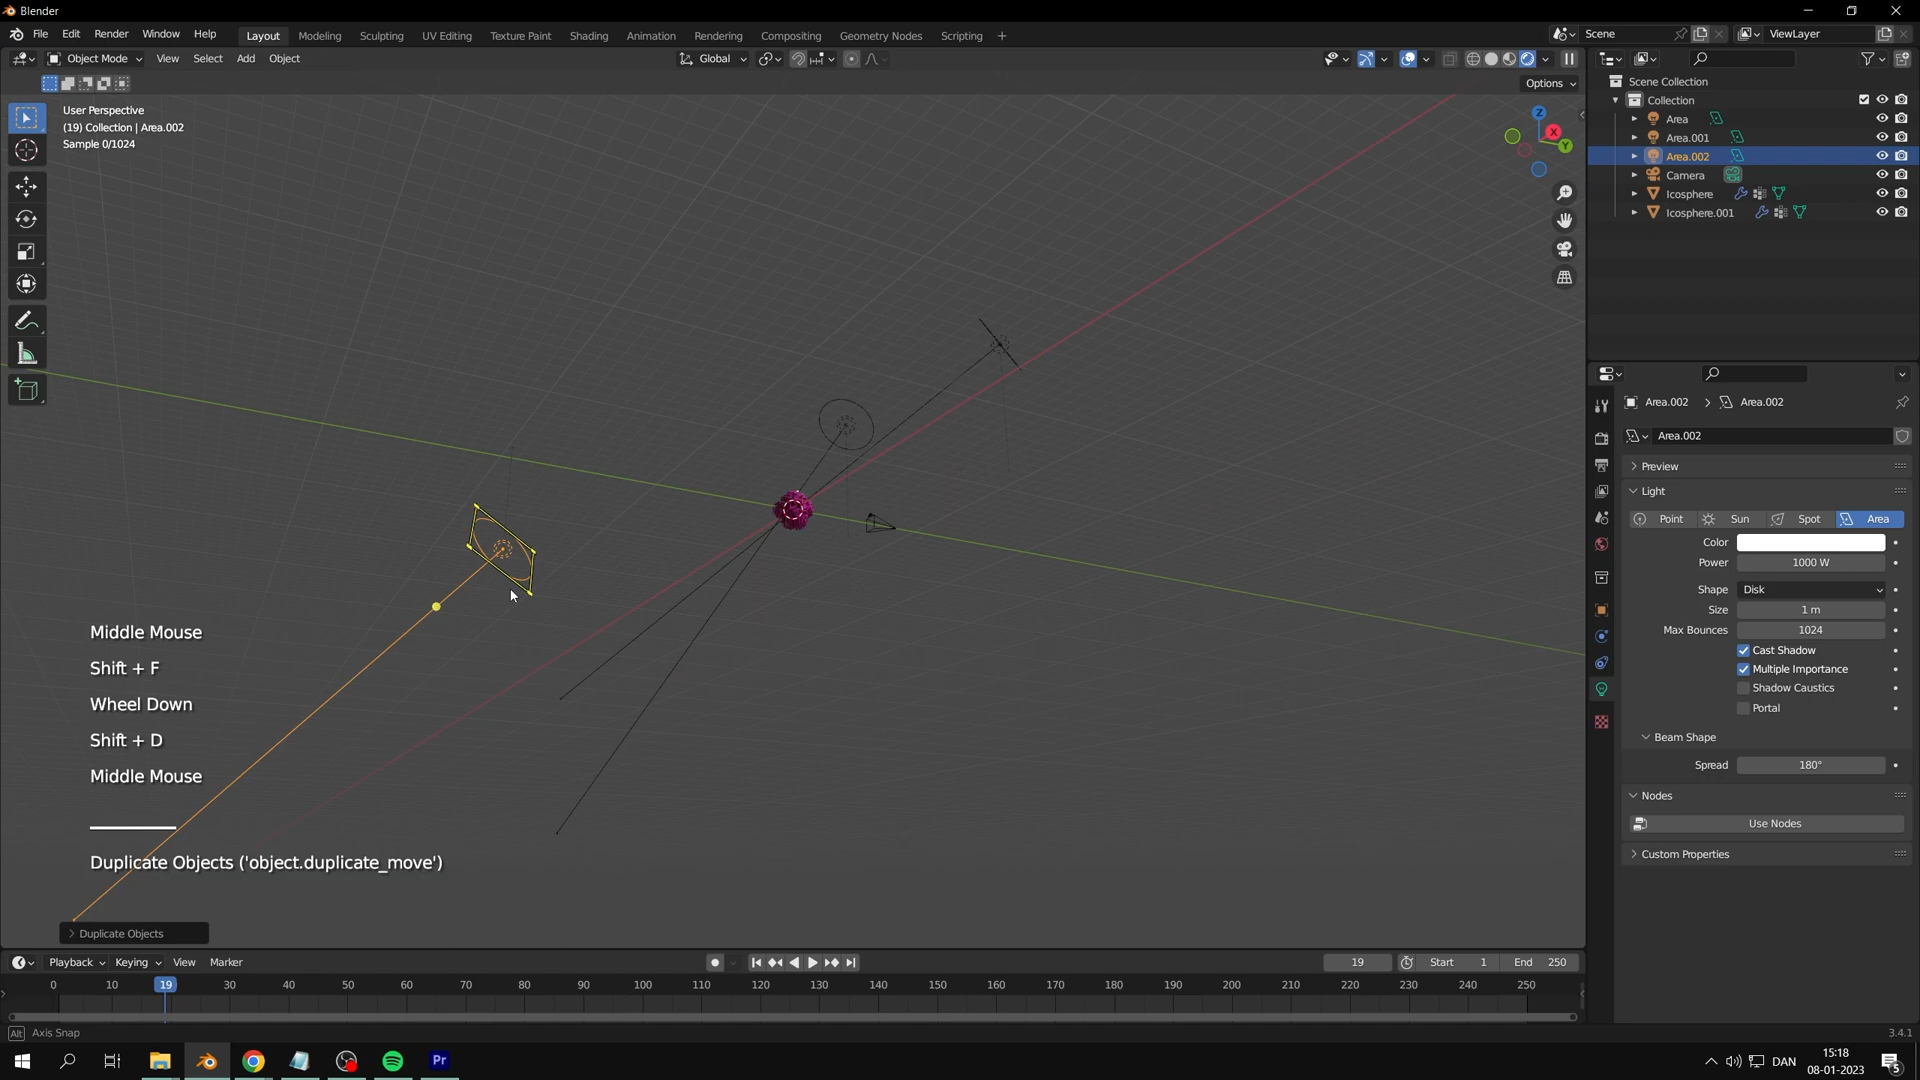 Blender
File Edit Render Window Help Layout Modeling Sculpting UV Editing Texture Paint Shading Animation Rendering Compositing Geometry Nodes Scripting + Scene ViewLayer
Object Mode View Select Add Object Global
Options
User Perspective
(19) Collection | Area.002
Sample 0/1024
Z
X
Y
Scene Collection
Collection
Area
Area.001
Area.002
Camera
Icosphere
Icosphere.001
Area.002 > Area.002
Area.002
Preview
Light
Point Sun Spot Area
Color
Power 1000 W
Shape Disk
Size 1 m
Max Bounces 1024
Cast Shadow
Multiple Importance
Shadow Caustics
Portal
Beam Shape
Spread 180°
Nodes
Use Nodes
Custom Properties
Middle Mouse
Shift + F
Wheel Down
Shift + D
Middle Mouse
Duplicate Objects ('object.duplicate_move')
Duplicate Objects
Playback Keying View Marker 19 Start 1 End 250
0 10 19 30 40 50 60 70 80 90 100 110 120 130 140 150 160 170 180 190 200 210 220 230 240 250
Alt Axis Snap 3.4.1
Pr DAN 15:18
08-01-2023 5